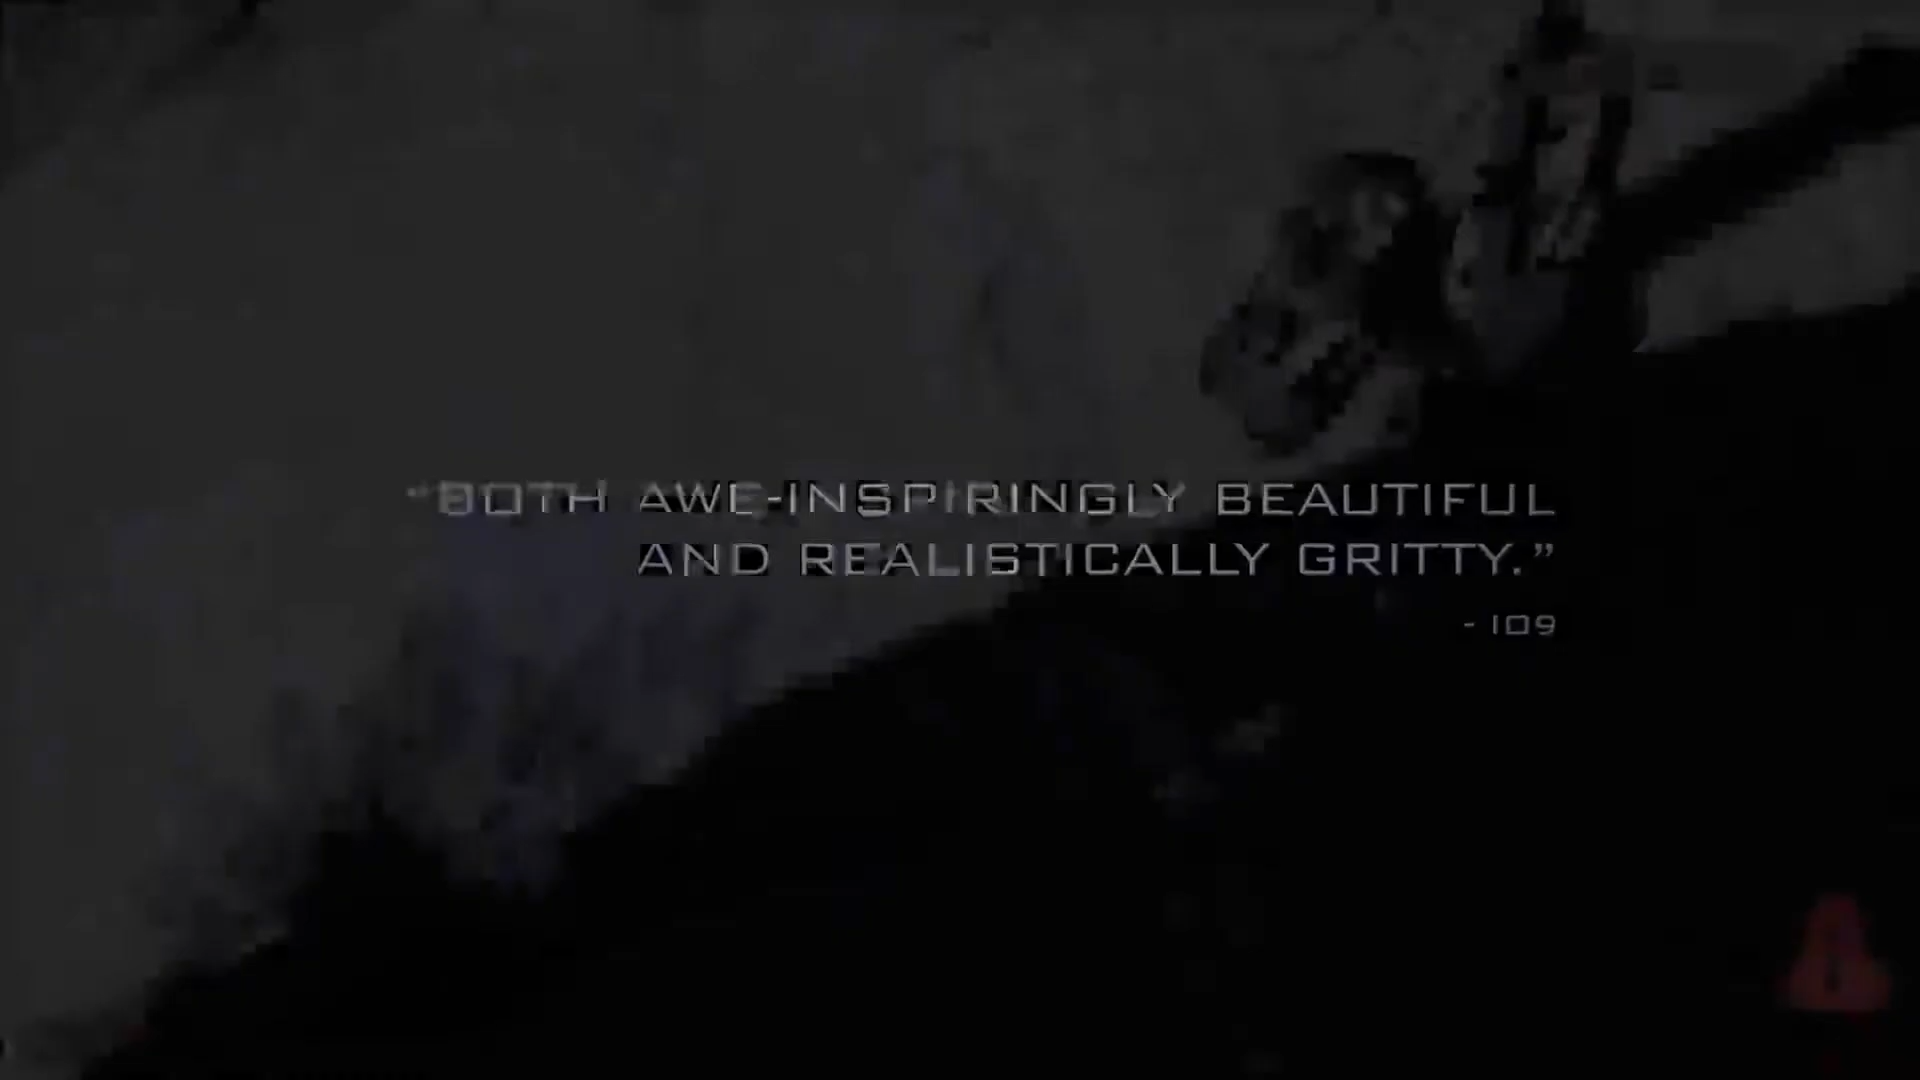 “BOTH AWE-INSPIRINGLY BEAUTIFUL
AND REALISTICALLY GRITTY.”
- IO9